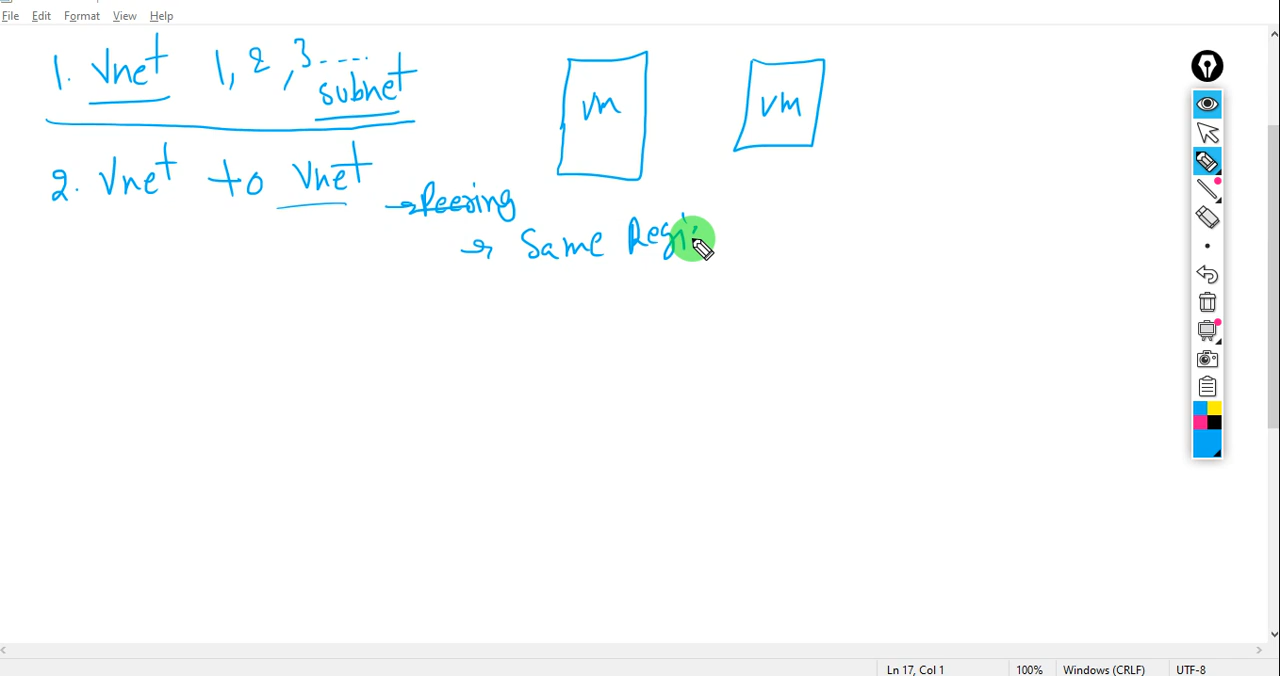 File Edit Format View Help
1. Vnet 1, 2, 3.....
subnet
vm
vm
2. Vnet to Vnet
→ Peering
→ Same Regi
Ln 17, Col 1 100% Windows (CRLF) UTF-8